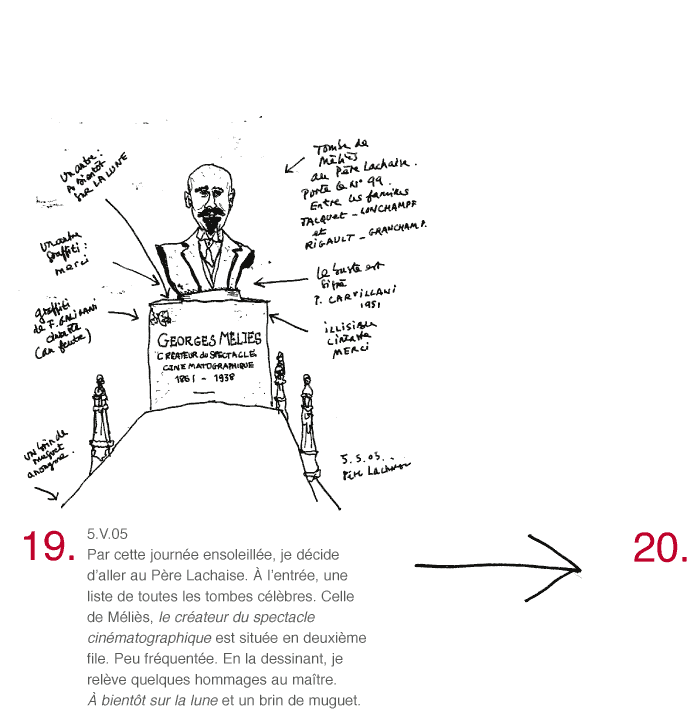 Un autre :
A bientôt
sur LA LUNE
Un autre
graffiti :
merci
graffiti
de F.
(au feutre)
Un brin de
muguet
anonyme.
Tombe de
Méliès
au Père Lachaise.
Porte le N° 99.
Entre les familles
JACQUET - LONCHAMPF
et
RIGAULT - GRANCHAMP.
Le buste est
signé
P. CARVILLANI
1951
ILLISIBLE
MERCI
GEORGES MÉLIÈS
CRÉATEUR du SPECTACLE
CINÉMATOGRAPHIQUE
1861 - 1938
5.5.05.
Père Lachaise
19.
5.V.05
Par cette journée ensoleillée, je décide
d’aller au Père Lachaise. À l’entrée, une
liste de toutes les tombes célèbres. Celle
de Méliès, le créateur du spectacle
cinématographique est située en deuxième
file. Peu fréquentée. En la dessinant, je
relève quelques hommages au maître.
À bientôt sur la lune et un brin de muguet.
20.